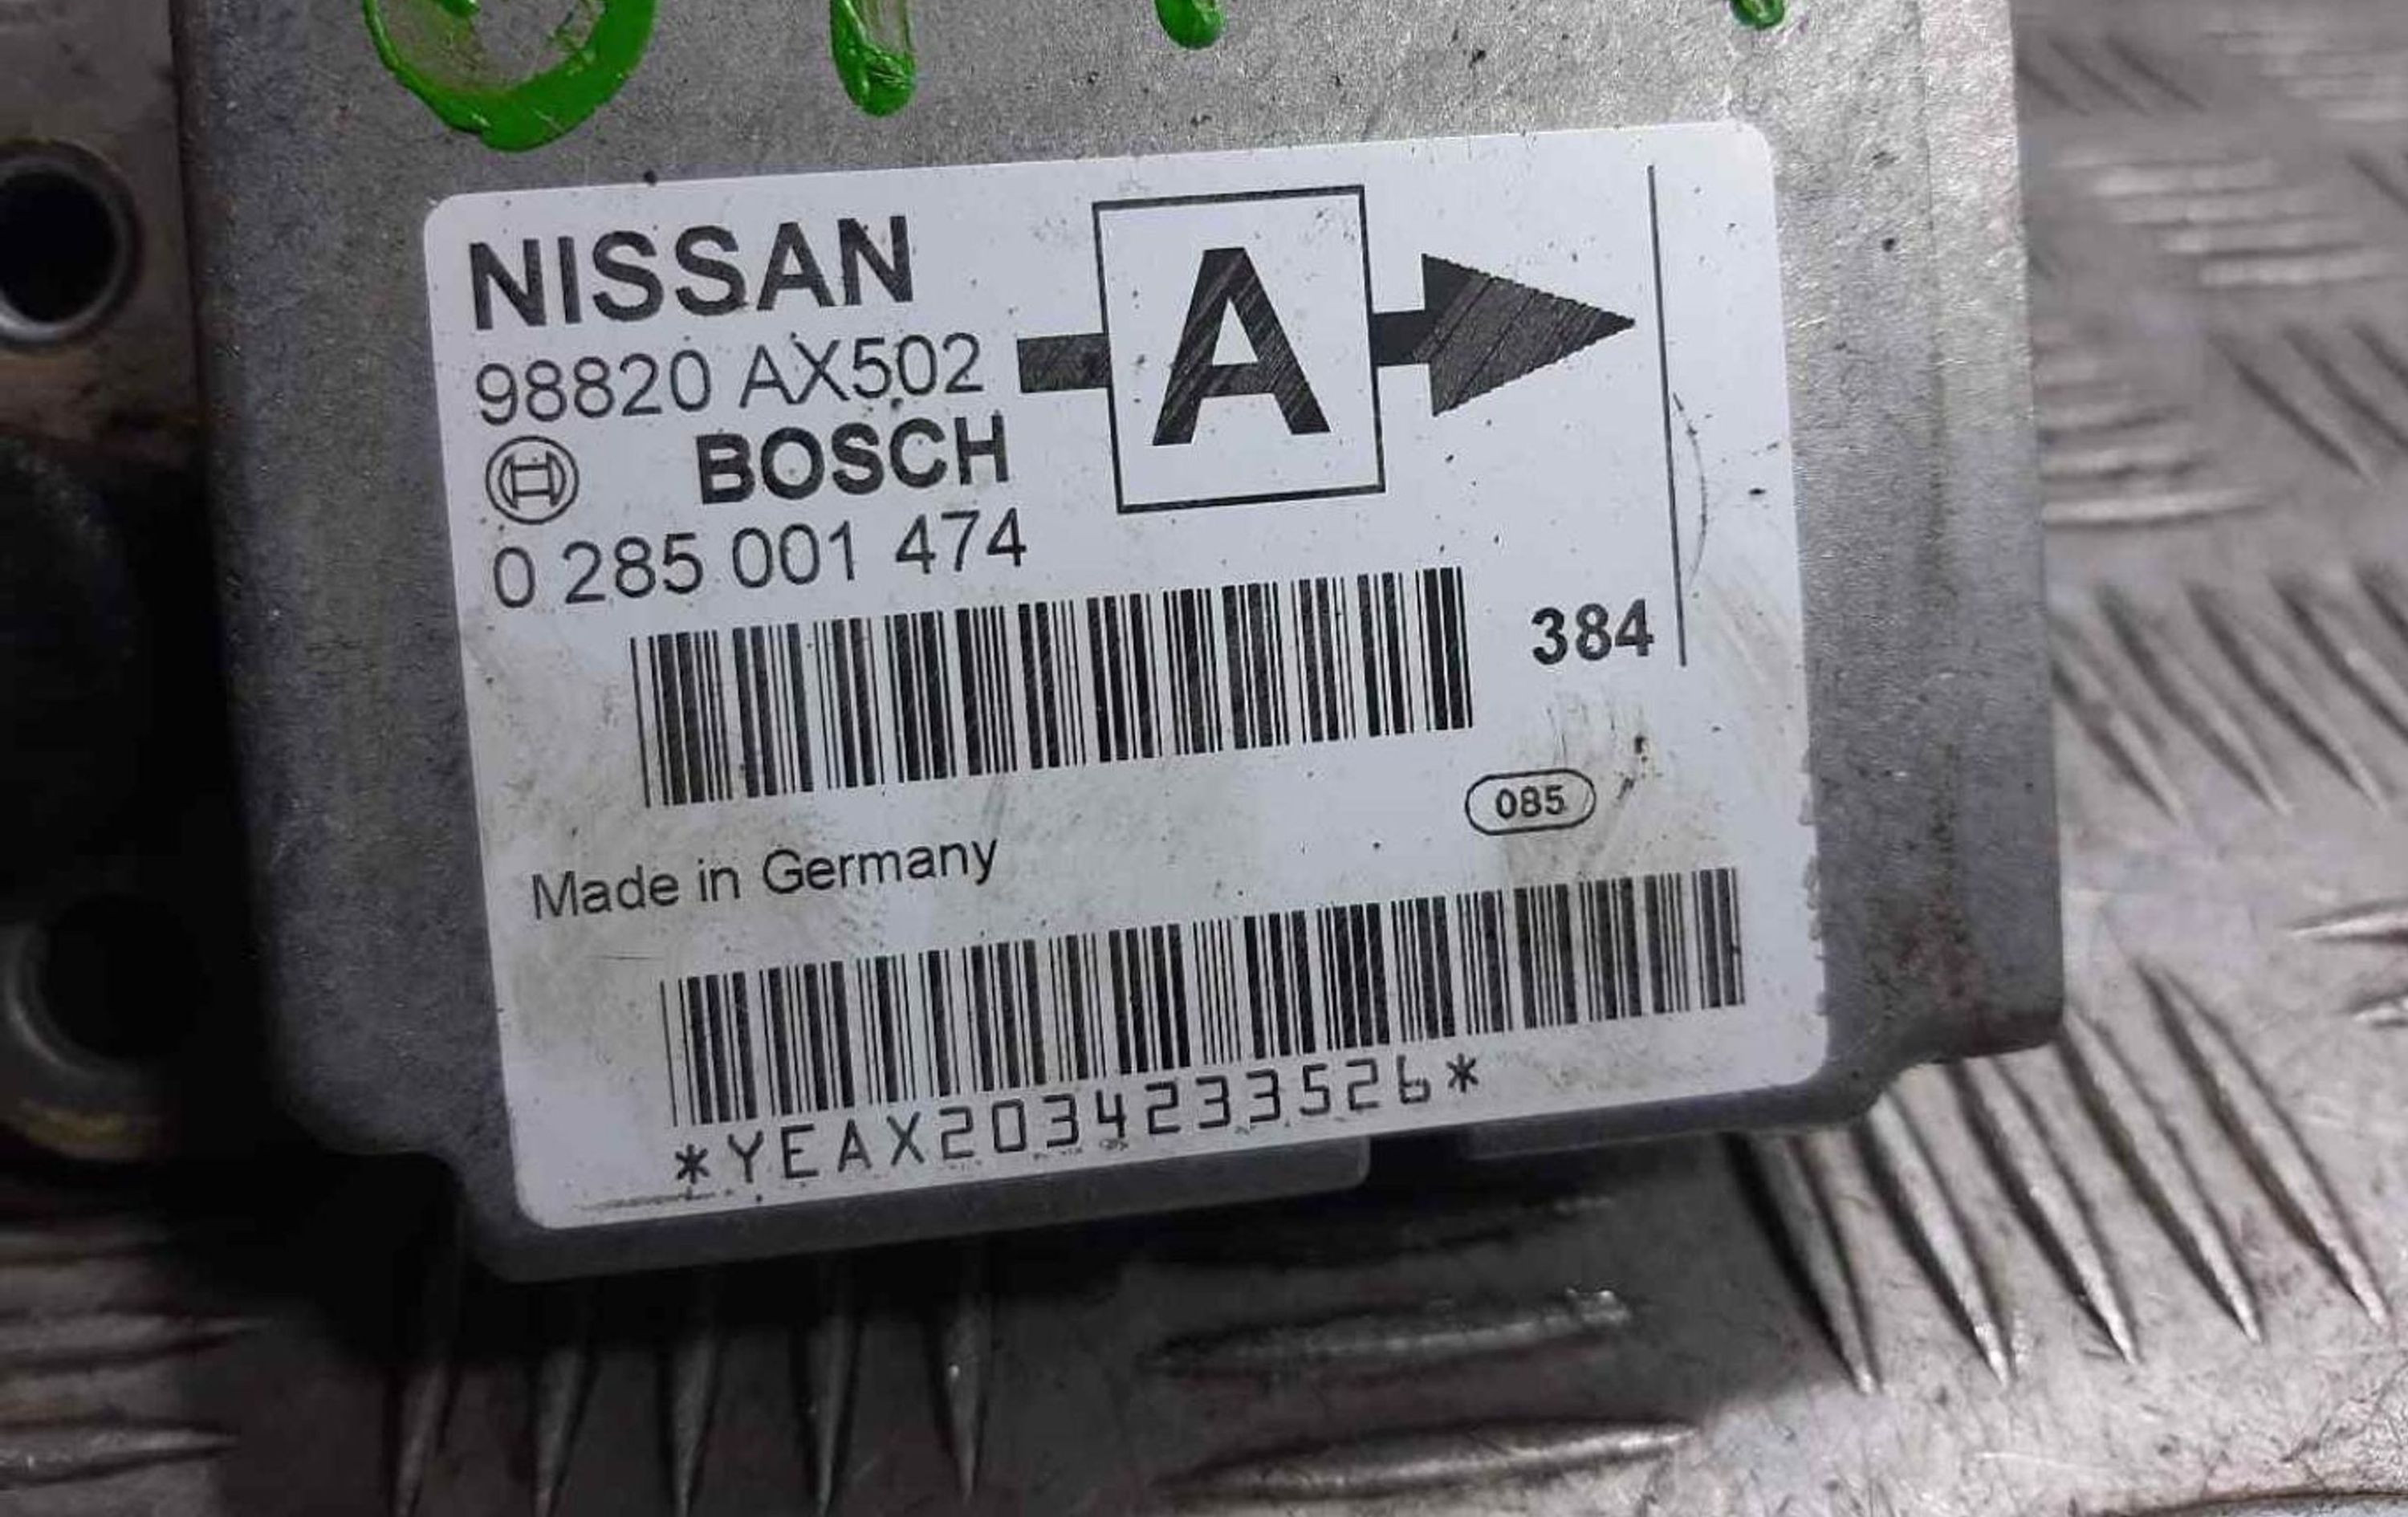 NISSAN
98820 AX502
A
BOSCH
0 285 001 474
384
085
Made in Germany
*YEAX2034233526*